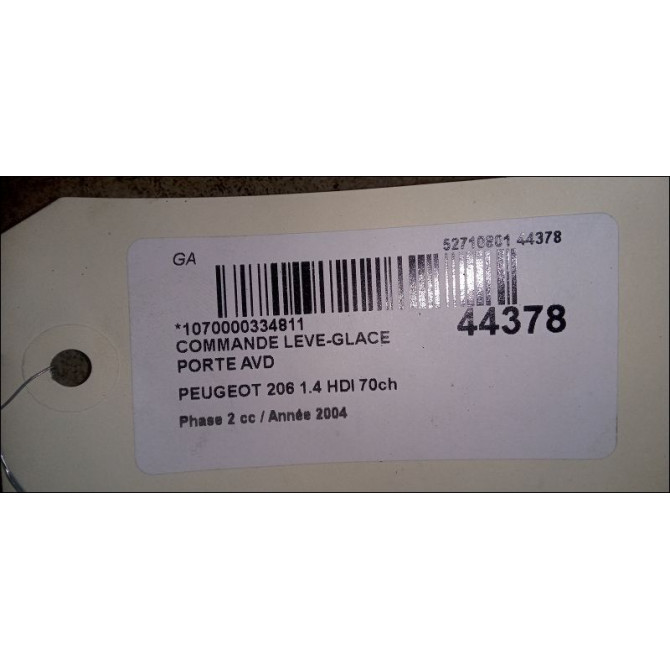 GA
52710801 44378
*1070000334811
44378
COMMANDE LEVE-GLACE
PORTE AVD
PEUGEOT 206 1.4 HDI 70ch
Phase 2 cc / Année 2004